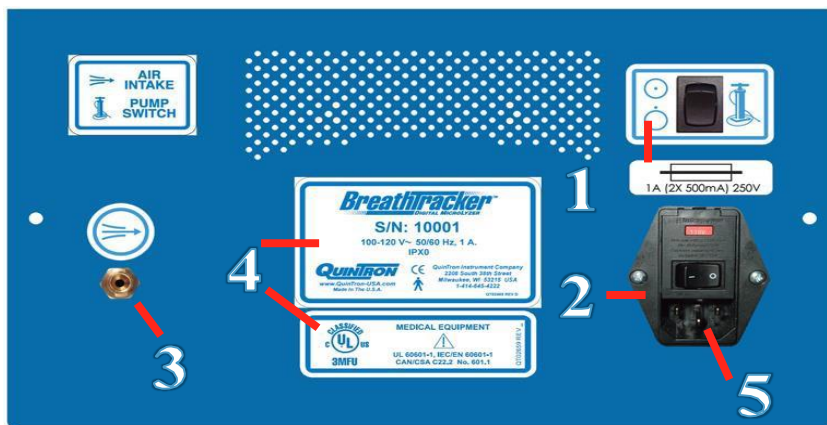 AIR
INTAKE
PUMP
SWITCH
1
1A (2X 500mA) 250V
BreathTracker™
DIGITAL MICROLYZER
S/N: 10001
100-120 V~ 50/60 Hz, 1 A.
IPX0
QUINTRON
www.QuinTron-USA.com
Made In The U.S.A.
CE
QuinTron Instrument Company
2208 South 38th Street
Milwaukee, WI 53215 USA
1-414-645-4222
4
2
110V
3
CLASSIFIED
C UL US
3MFU
MEDICAL EQUIPMENT
UL 60601-1, IEC/EN 60601-1
CAN/CSA C22.2 No. 601.1
5